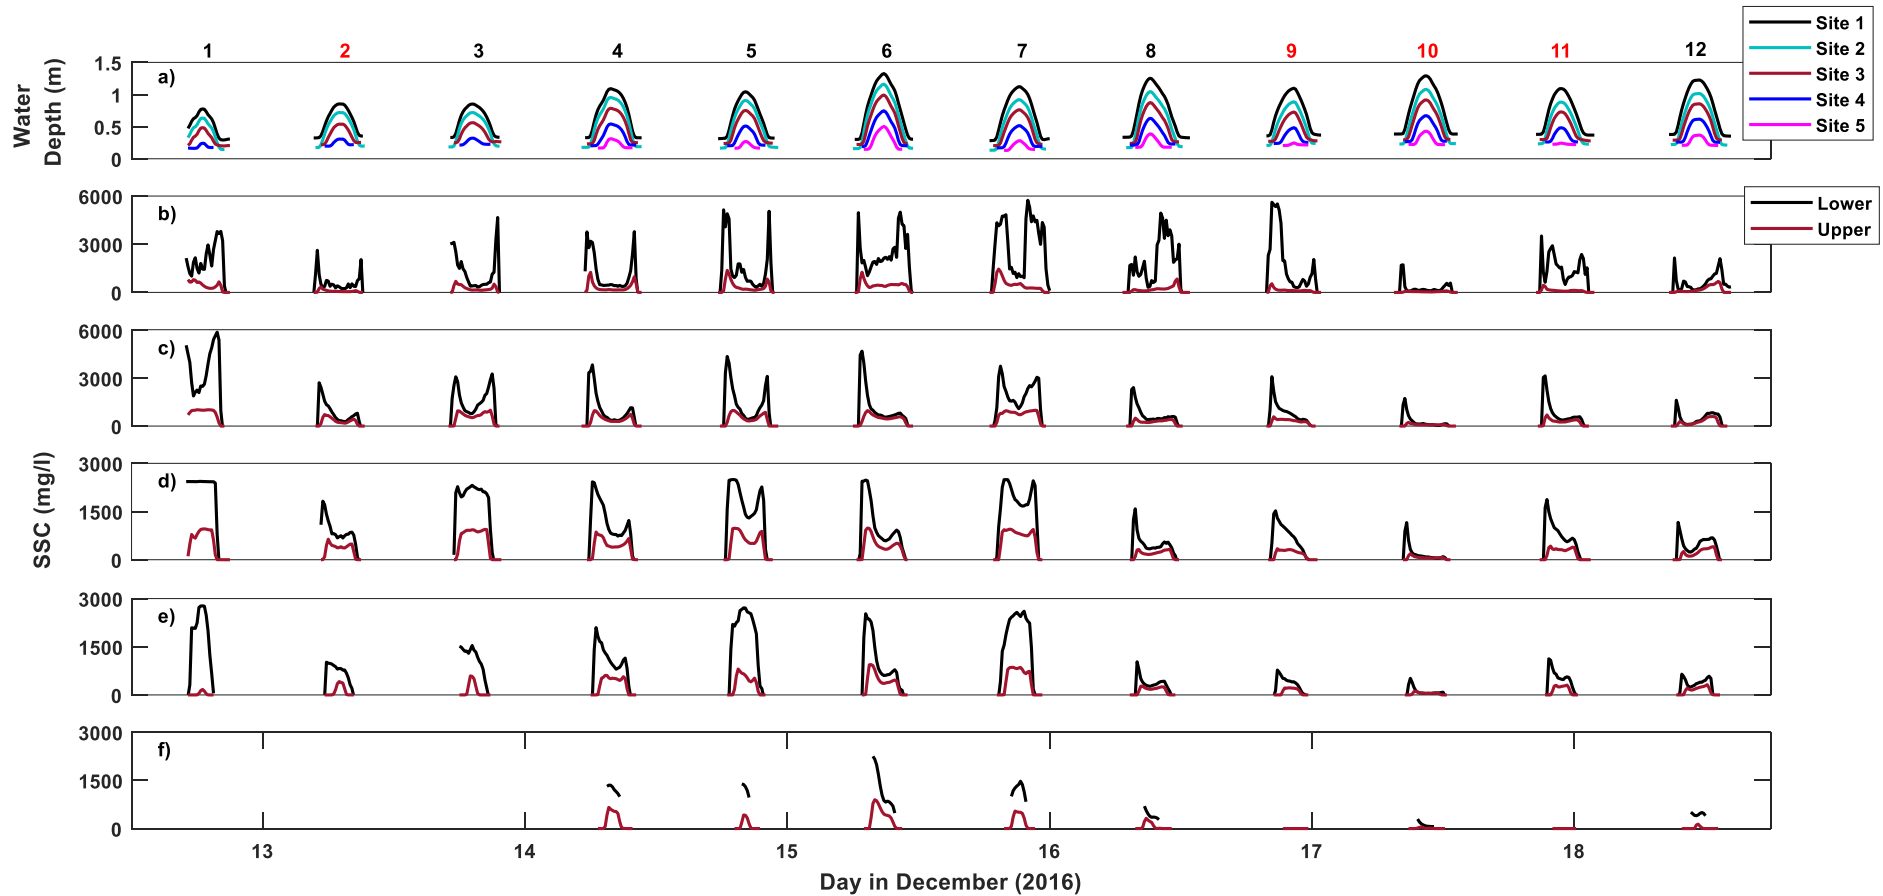 1 2 3 4 5 6 7 8 9 10 11 12
Site 1
Site 2
Site 3
Site 4
Site 5
Water
Depth (m)
1.5
1
0.5
0
a)
6000
3000
0
b)
Lower
Upper
6000
3000
0
c)
SSC (mg/l)
3000
1500
0
d)
3000
1500
0
e)
3000
1500
0
f)
13 14 15 16 17 18
Day in December (2016)